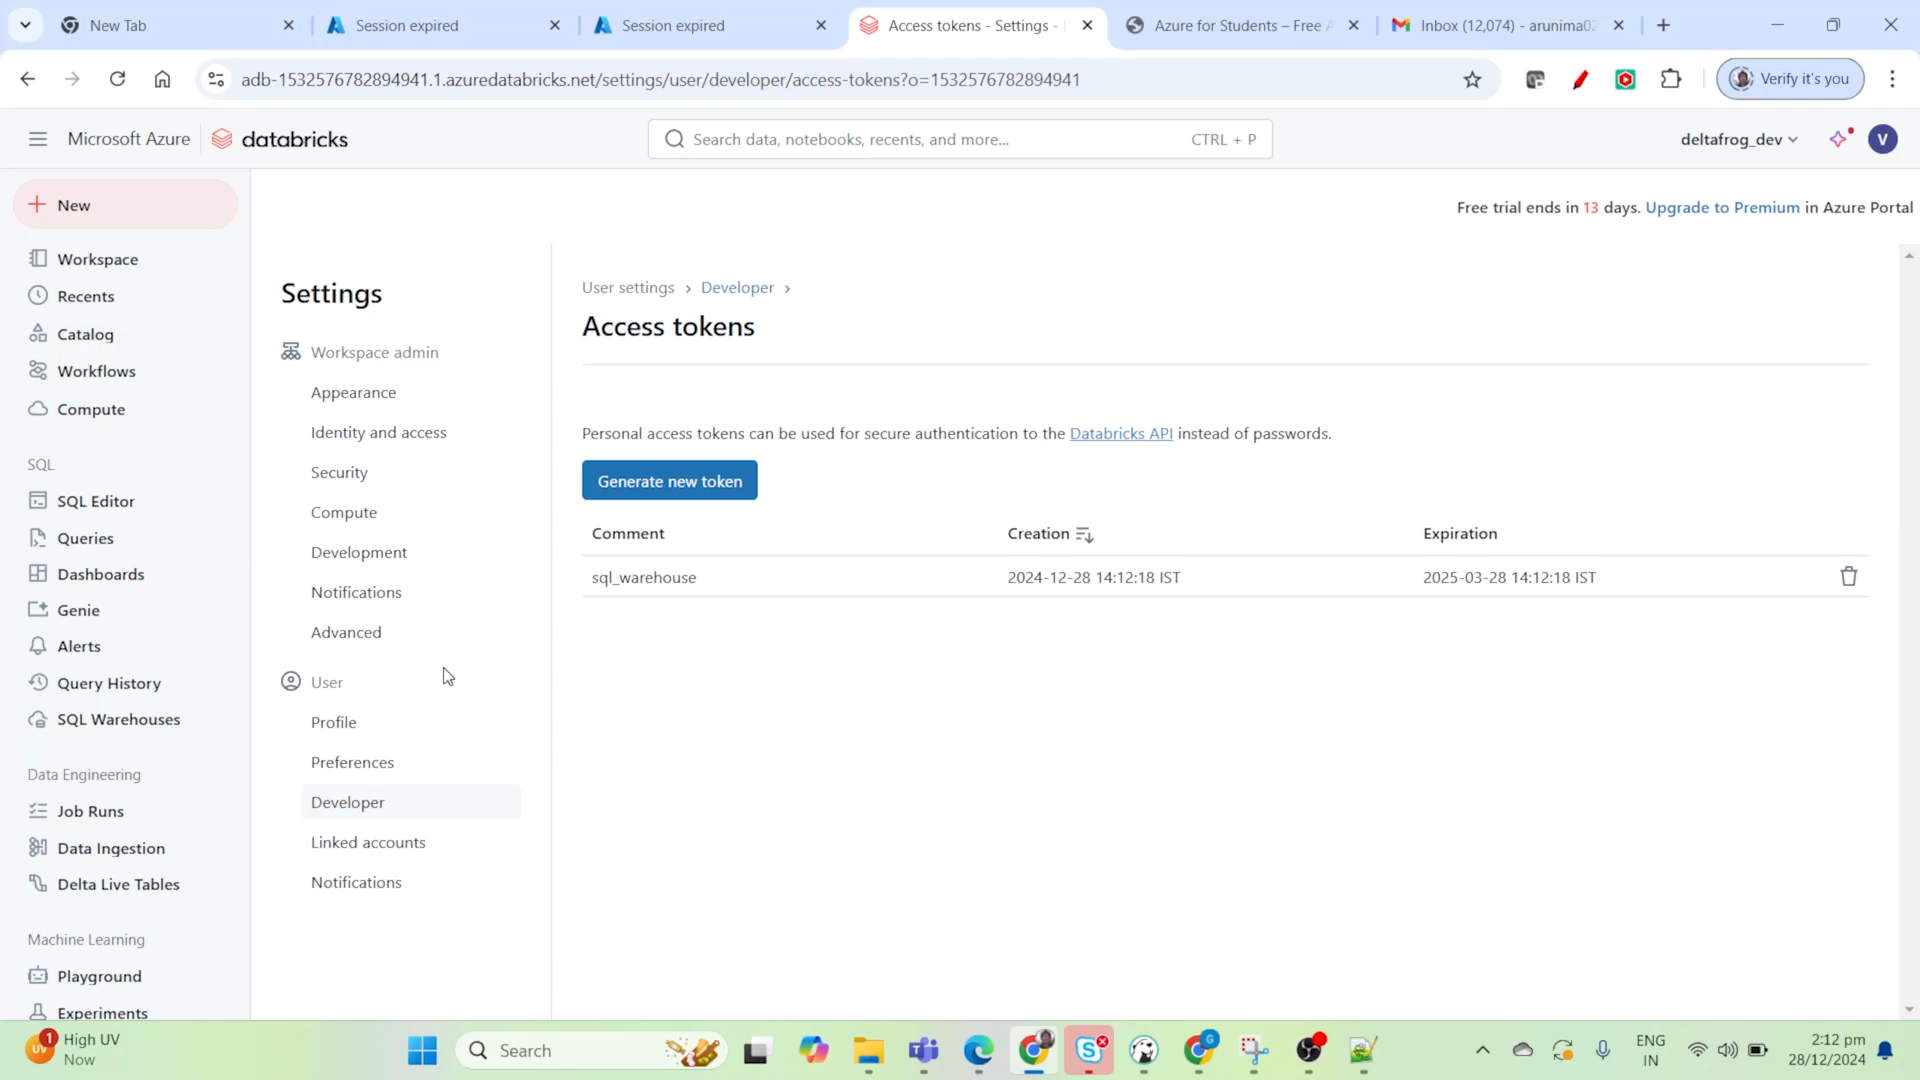 New Tab
Session expired
Session expired
Access tokens - Settings -
Azure for Students – Free
Inbox (12,074) - arunima0
adb-1532576782894941.1.azuredatabricks.net/settings/user/developer/access-tokens?o=1532576782894941
Verify it's you
Microsoft Azure
databricks
Search data, notebooks, recents, and more...
CTRL + P
deltafrog_dev
V
New
Free trial ends in 13 days. Upgrade to Premium in Azure Portal
Workspace
Recents
Catalog
Workflows
Compute
SQL
SQL Editor
Queries
Dashboards
Genie
Alerts
Query History
SQL Warehouses
Data Engineering
Job Runs
Data Ingestion
Delta Live Tables
Machine Learning
Playground
Experiments
Settings
Workspace admin
Appearance
Identity and access
Security
Compute
Development
Notifications
Advanced
User
Profile
Preferences
Developer
Linked accounts
Notifications
User settings › Developer ›
Access tokens
Personal access tokens can be used for secure authentication to the Databricks API instead of passwords.
Generate new token
Comment Creation Expiration
sql_warehouse 2024-12-28 14:12:18 IST 2025-03-28 14:12:18 IST
1
UV
High UV
Now
Search
G
ENG
IN
2:12 pm
28/12/2024